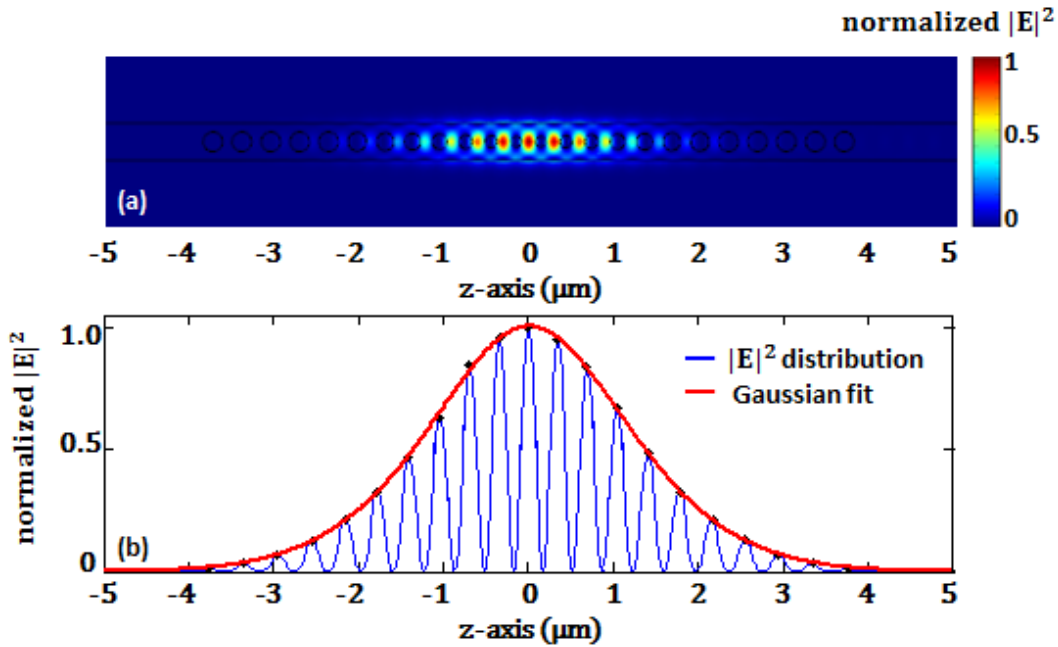 normalized |E|²
1
0.5
0
(a)
-5 -4 -3 -2 -1 0 1 2 3 4 5
z-axis (μm)
normalized |E|²
1.0
0.5
0
|E|² distribution
Gaussian fit
(b)
-5 -4 -3 -2 -1 0 1 2 3 4 5
z-axis (μm)